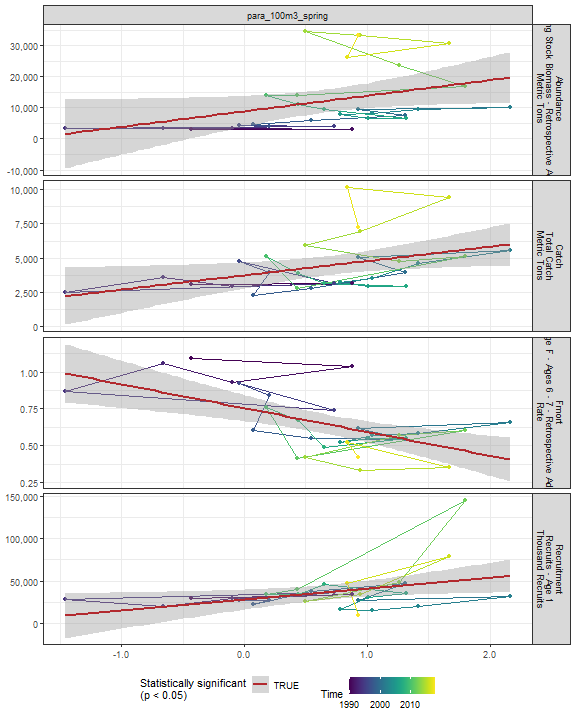 para_100m3_spring
30,000
20,000
10,000
0
-10,000
Abundance
Stock Biomass - Retrospective
Metric Tons
10,000
7,500
5,000
2,500
0
Catch
Total Catch
Metric Tons
1.00
0.75
0.50
0.25
Fmort
F - Ages 6 - 7 - Retrospective
Rate
150,000
100,000
50,000
0
Recruitment
Recruits - Age 1
Thousand Recruits
-1.0
0.0
1.0
2.0
Statistically significant
(p < 0.05)
TRUE
Time
1990 2000 2010